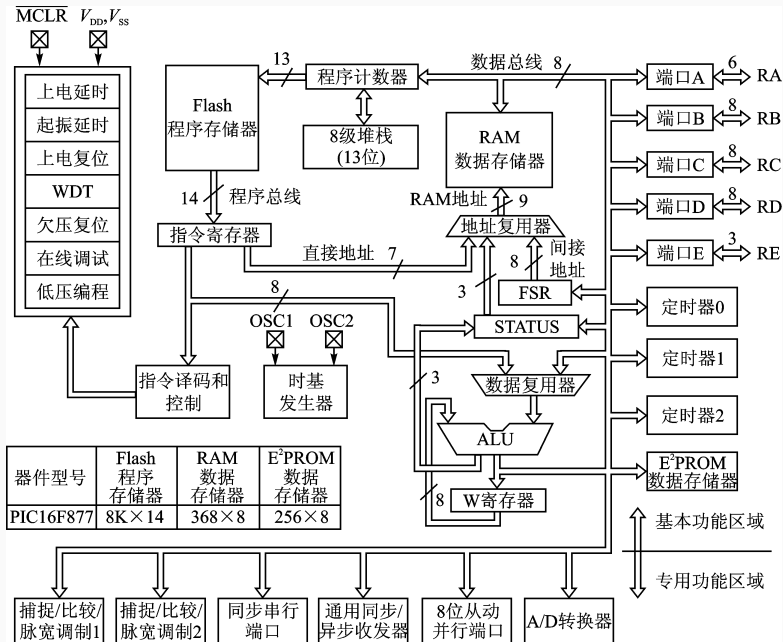 MCLR
VDD,VSS
上电延时
起振延时
上电复位
WDT
欠压复位
在线调试
低压编程
Flash
程序存储器
13
程序计数器
8级堆栈
(13位)
数据总线
8
RAM
数据存储器
RAM地址
9
地址复用器
14
程序总线
指令寄存器
直接地址
7
3
8
间接
地址
FSR
STATUS
8
OSC1
OSC2
指令译码和
控制
时基
发生器
3
数据复用器
ALU
8
W寄存器
端口A
6
RA
端口B
8
RB
端口C
8
RC
端口D
8
RD
端口E
3
RE
定时器0
定时器1
定时器2
E²PROM
数据存储器
器件型号
Flash
程序
存储器
RAM
数据
存储器
E²PROM
数据
存储器
PIC16F877
8K×14
368×8
256×8
基本功能区域
专用功能区域
捕捉/比较/
脉宽调制1
捕捉/比较/
脉宽调制2
同步串行
端口
通用同步/
异步收发器
8位从动
并行端口
A/D转换器